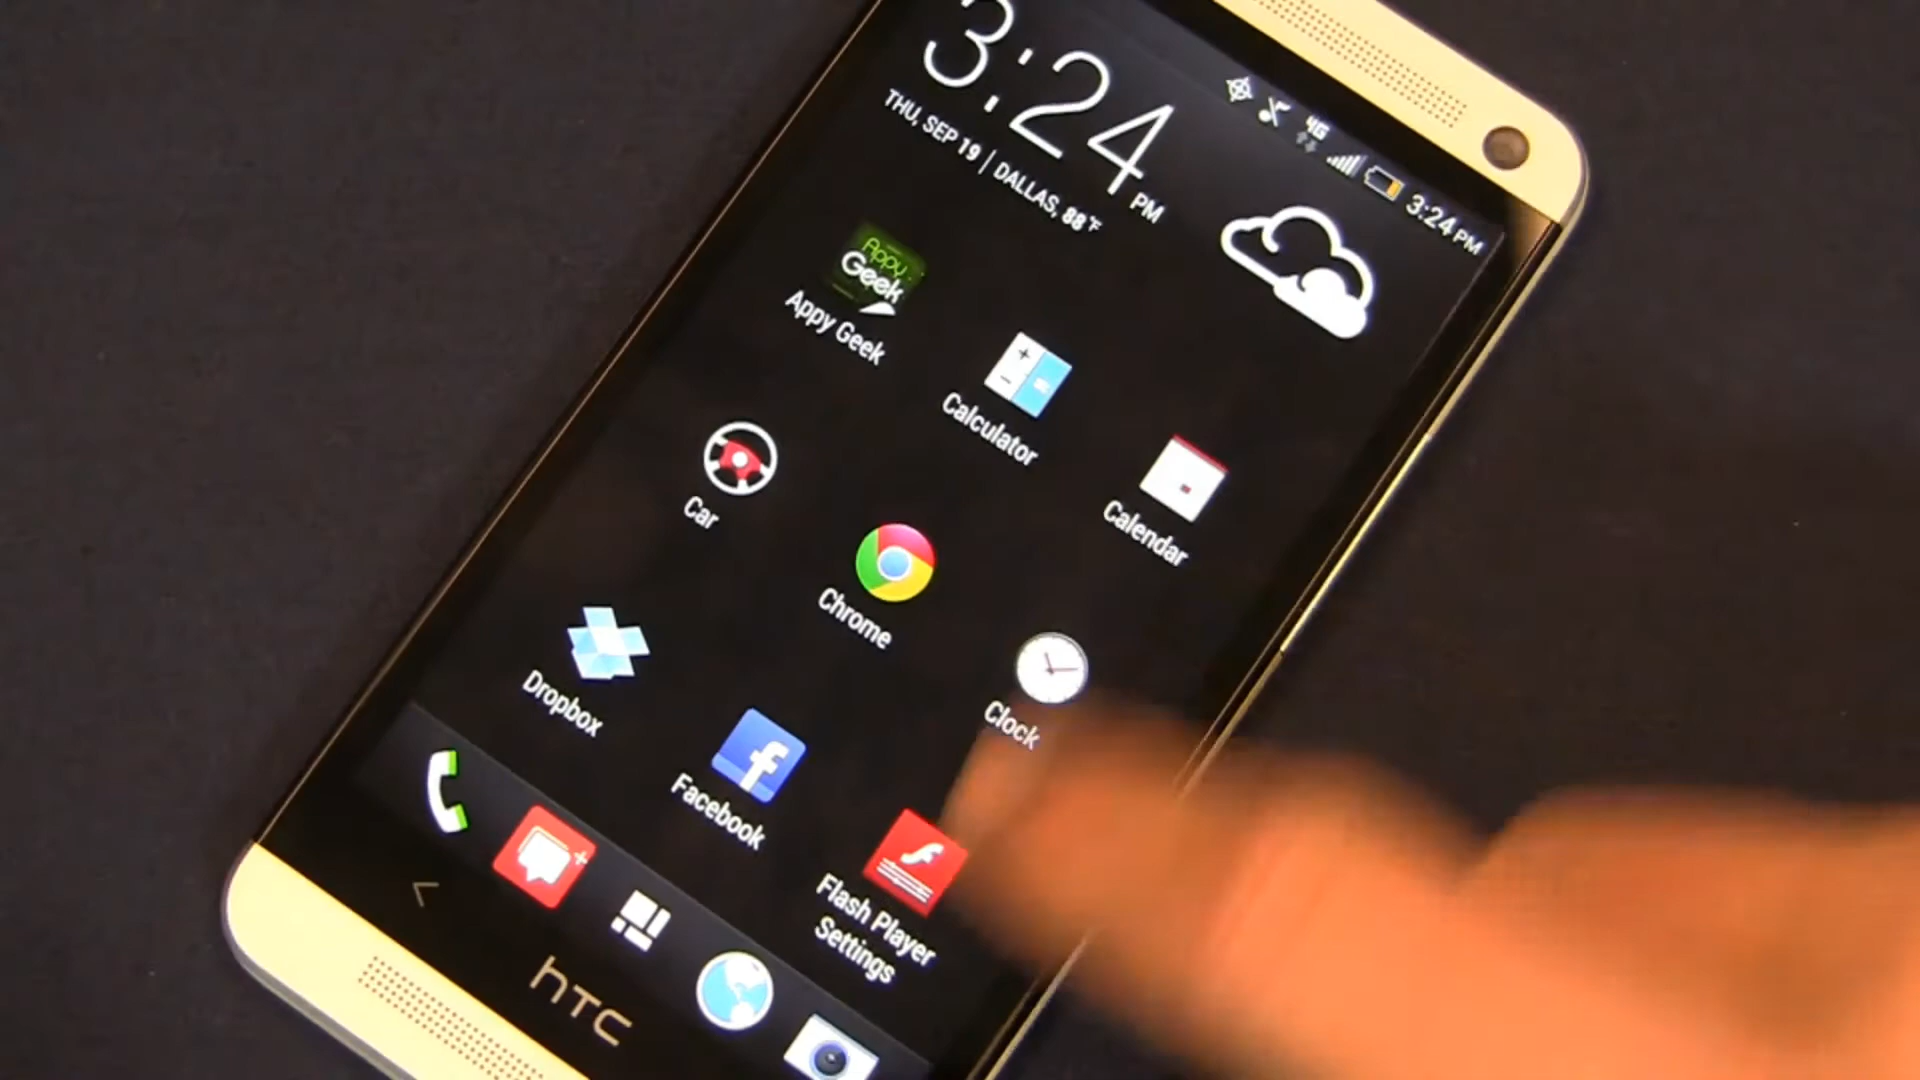 4G
3:24 PM
3:24 PM
THU, SEP 19 | DALLAS, 88°F
Appy
Geek
Appy Geek
Calculator
Calendar
Car
Chrome
Clock
Dropbox
Facebook
Flash Player
Settings
hTC